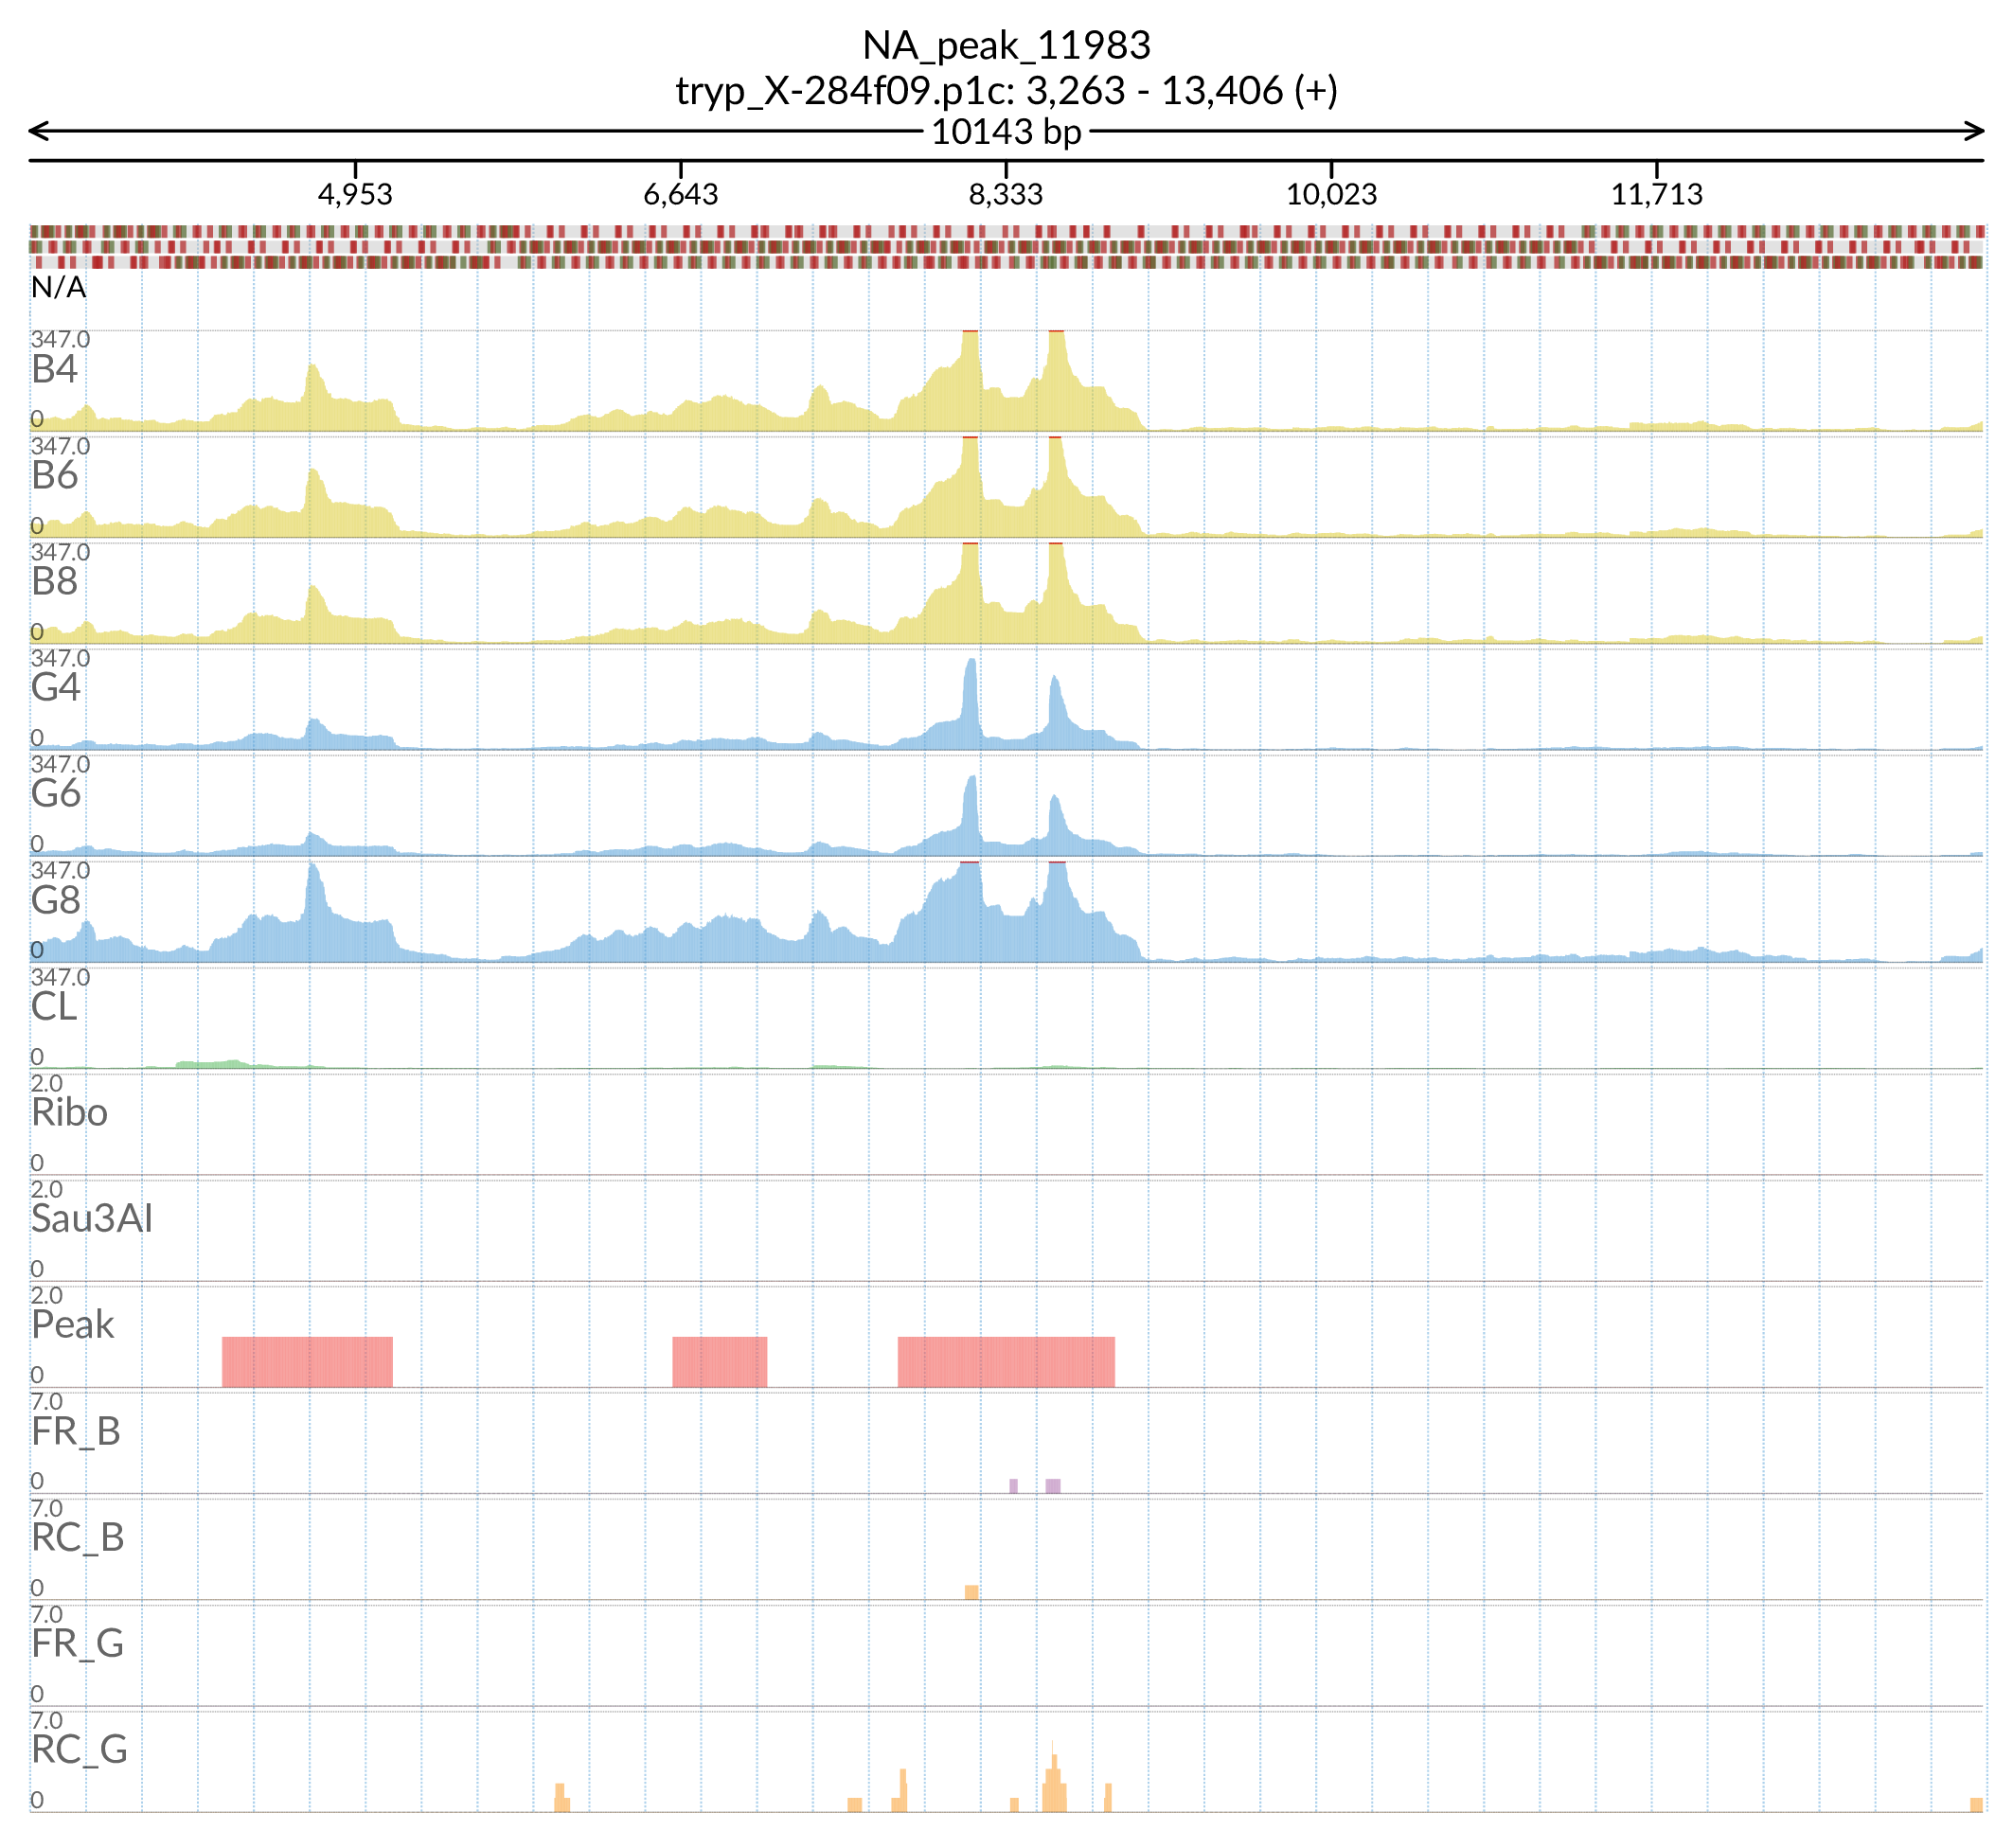 NA_peak_11983
tryp_X-284f09.p1c: 3,263 - 13,406 (+)
10143 bp
4,953 6,643 8,333 10,023 11,713
N/A
347.0
B4
0
347.0
B6
0
347.0
B8
0
347.0
G4
0
347.0
G6
0
347.0
G8
0
347.0
CL
0
2.0
Ribo
0
2.0
Sau3AI
0
2.0
Peak
0
7.0
FR_B
0
7.0
RC_B
0
7.0
FR_G
0
7.0
RC_G
0